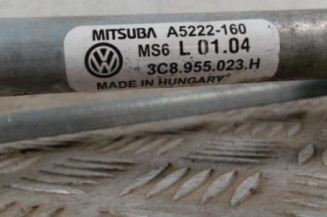 MITSUBA A5222-160
MS6 L 01.04
3C8.955.023.H
MADE IN HUNGARY